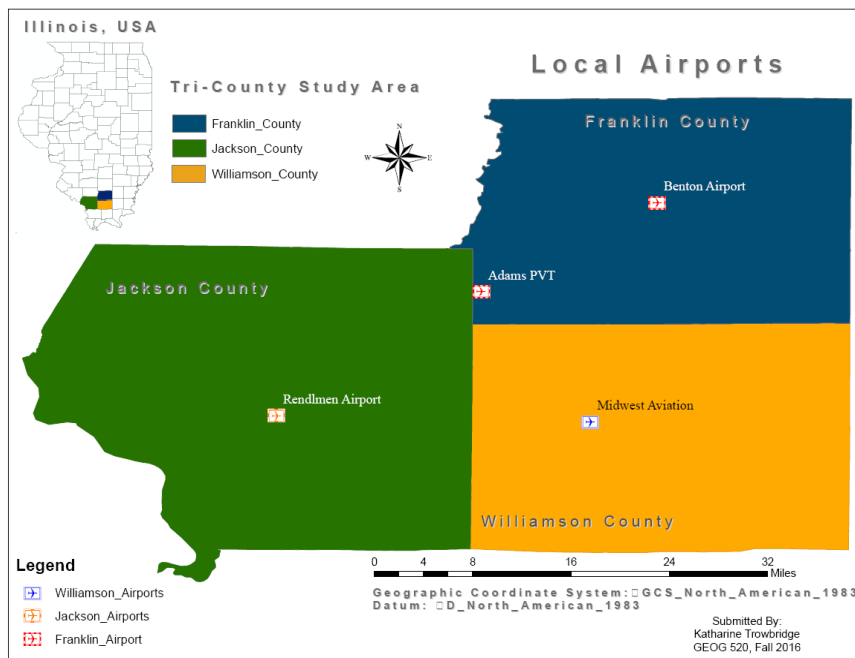 Illinois, USA
Local Airports
Tri-County Study Area
Franklin_County
Jackson_County
Williamson_County
N
W E
S
Franklin County
Benton Airport
Adams PVT
Jackson County
Rendlmen Airport
Midwest Aviation
Williamson County
Legend
Williamson_Airports
Jackson_Airports
Franklin_Airport
0 4 8 16 24 32
Miles
Geographic Coordinate System:□GCS_North_American_1983
Datum: □D_North_American_1983
Submitted By:
Katharine Trowbridge
GEOG 520, Fall 2016